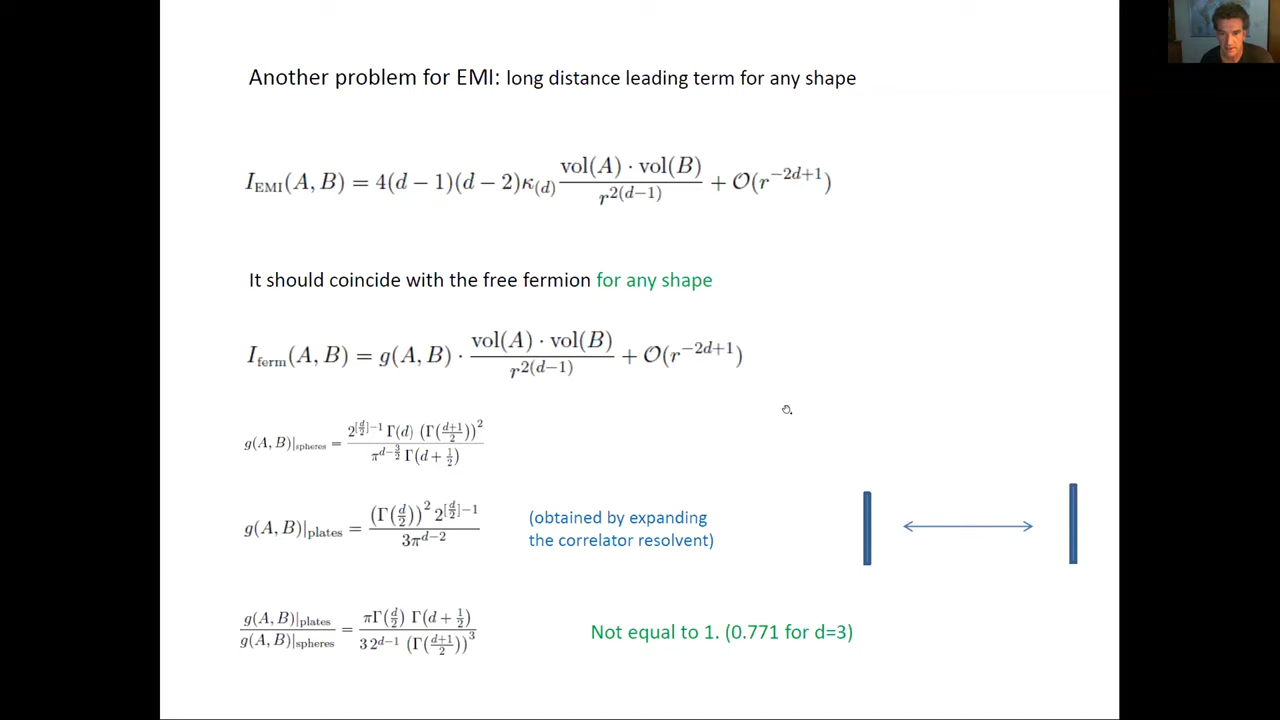 Another problem for EMI: long distance leading term for any shape
I_EMI(A, B) = 4(d − 1)(d − 2)κ_(d) vol(A) · vol(B) / r^{2(d−1)} + O(r^{−2d+1})
It should coincide with the free fermion for any shape
I_ferm(A, B) = g(A, B) · vol(A) · vol(B) / r^{2(d−1)} + O(r^{−2d+1})
g(A, B)|_spheres = 2^{[d/2]−1} Γ(d) (Γ(d+1/2))^2 / π^{d−3/2} Γ(d + 1/2)
g(A, B)|_plates = (Γ(d/2))^2 2^{[d/2]−1} / 3π^{d−2}
(obtained by expanding
the correlator resolvent)
g(A, B)|_plates / g(A, B)|_spheres = πΓ(d/2) Γ(d + 1/2) / 3 2^{d−1} (Γ(d+1/2))^3
Not equal to 1. (0.771 for d=3)